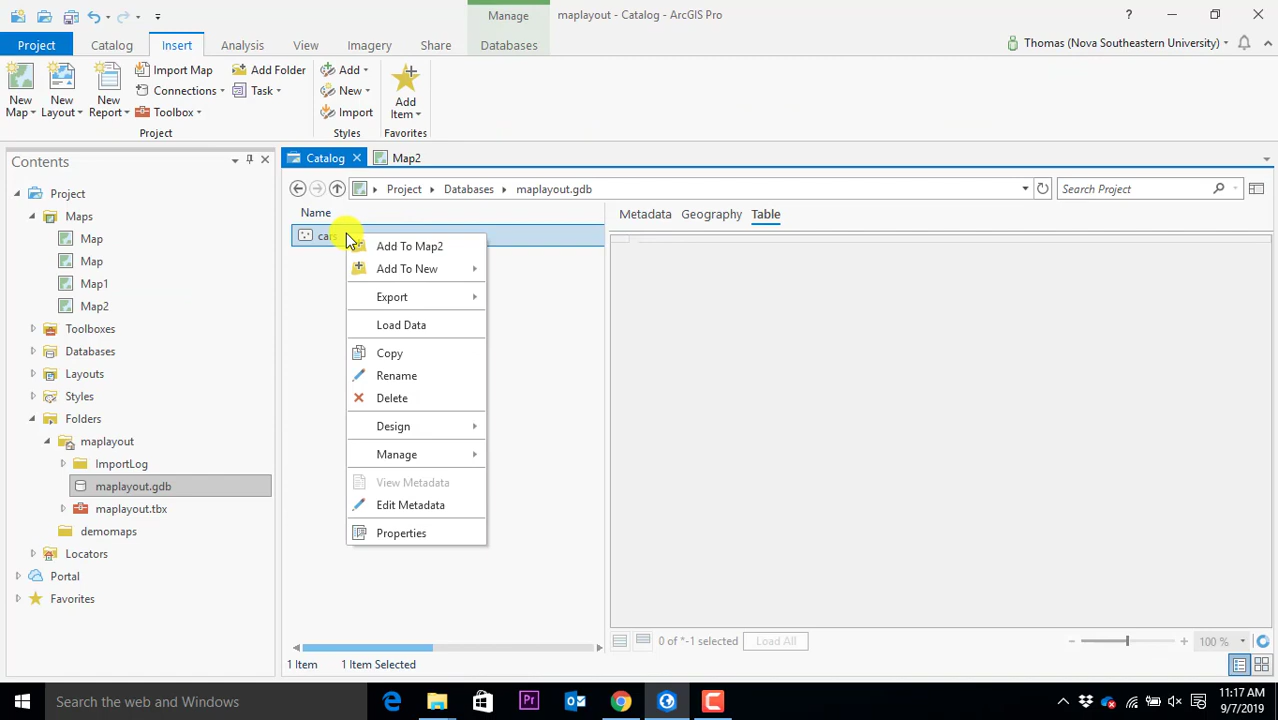 Manage
maplayout - Catalog - ArcGIS Pro
?
Project
Catalog
Insert
Analysis
View
Imagery
Share
Databases
Thomas (Nova Southeastern University)
New Map
New Layout
New Report
Import Map
Connections
Toolbox
Add Folder
Task
Project
Add
New
Import
Styles
Add Item
Favorites
Contents
Catalog
Map2
Project
Databases
maplayout.gdb
Search Project
Project
Maps
Map
Map
Map1
Map2
Toolboxes
Databases
Layouts
Styles
Folders
maplayout
ImportLog
maplayout.gdb
maplayout.tbx
demomaps
Locators
Portal
Favorites
Name
cars
Add To Map2
Add To New
Export
Load Data
Copy
Rename
Delete
Design
Manage
View Metadata
Edit Metadata
Properties
Metadata
Geography
Table
0 of *-1 selected
Load All
100 %
1 Item
1 Item Selected
Search the web and Windows
Pr
11:17 AM
9/7/2019